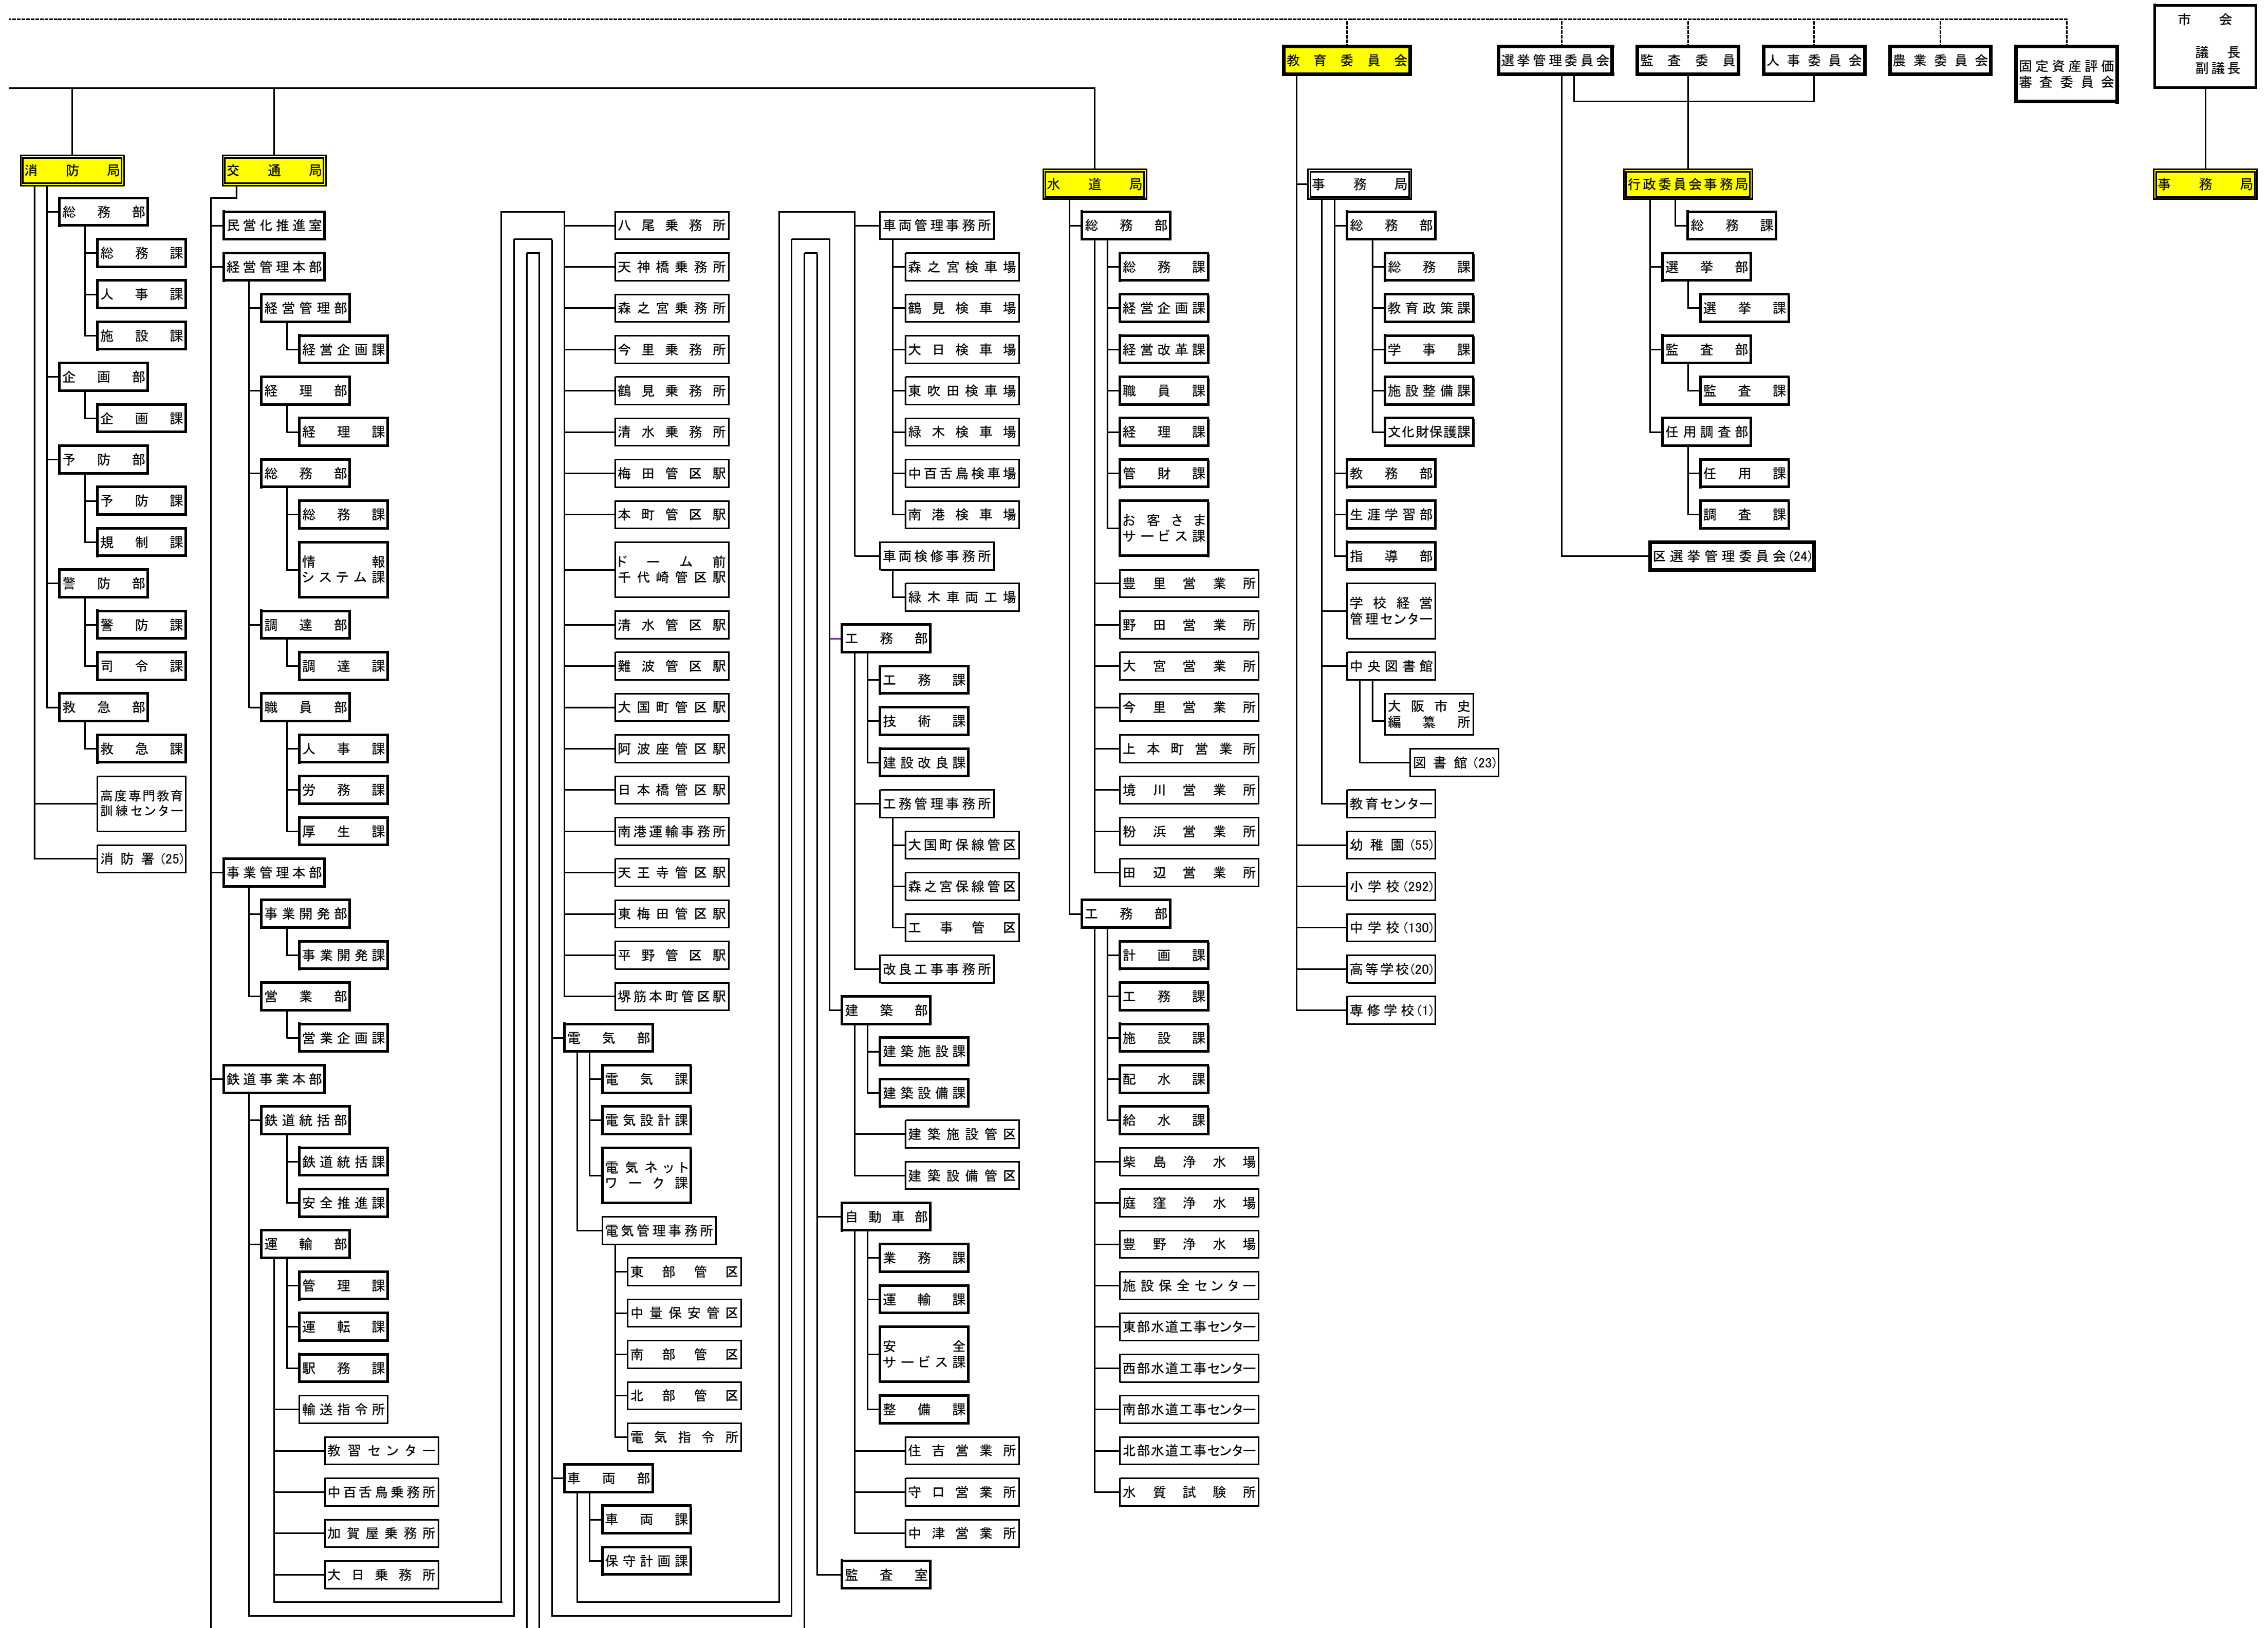 市会
議長
副議長
教育委員会
選挙管理委員会
監査委員
人事委員会
農業委員会
固定資産評価
審査委員会
消防局
総務部
総務課
人事課
施設課
企画部
企画課
予防部
予防課
規制課
警防部
警防課
司令課
救急部
救急課
高度専門教育
訓練センター
消防署(25)
交通局
民営化推進室
経営管理本部
経営管理部
経営企画課
経理部
経理課
総務部
総務課
情報
システム課
調達部
調達課
職員部
人事課
労務課
厚生課
事業管理本部
事業開発部
事業開発課
営業部
営業企画課
鉄道事業本部
鉄道統括部
鉄道統括課
安全推進課
運輸部
管理課
運転課
駅務課
輸送指令所
教習センター
中百舌鳥乗務所
加賀屋乗務所
大日乗務所
八尾乗務所
天神橋乗務所
森之宮乗務所
今里乗務所
鶴見乗務所
清水乗務所
梅田管区駅
本町管区駅
ドーム前
千代崎管区駅
清水管区駅
難波管区駅
大国町管区駅
阿波座管区駅
日本橋管区駅
南港運輸事務所
天王寺管区駅
東梅田管区駅
平野管区駅
堺筋本町管区駅
電気部
電気課
電気設計課
電気ネット
ワーク課
電気管理事務所
東部管区
中量保安管区
南部管区
北部管区
電気指令所
車両部
車両課
保守計画課
車両管理事務所
森之宮検車場
鶴見検車場
大日検車場
東吹田検車場
緑木検車場
中百舌鳥検車場
南港検車場
車両検修事務所
緑木車両工場
工務部
工務課
技術課
建設改良課
工務管理事務所
大国町保線管区
森之宮保線管区
工事管区
改良工事事務所
建築部
建築施設課
建築設備課
建築施設管区
建築設備管区
自動車部
業務課
運輸課
安全
サービス課
整備課
住吉営業所
守口営業所
中津営業所
監査室
水道局
総務部
総務課
経営企画課
経営改革課
職員課
経理課
管財課
お客さま
サービス課
豊里営業所
野田営業所
大宮営業所
今里営業所
上本町営業所
境川営業所
粉浜営業所
田辺営業所
工務部
計画課
工務課
施設課
配水課
給水課
柴島浄水場
庭窪浄水場
豊野浄水場
施設保全センター
東部水道工事センター
西部水道工事センター
南部水道工事センター
北部水道工事センター
水質試験所
事務局
総務部
総務課
教育政策課
学事課
施設整備課
文化財保護課
教務部
生涯学習部
指導部
学校経営
管理センター
中央図書館
大阪市史
編纂所
図書館(23)
教育センター
幼稚園(55)
小学校(292)
中学校(130)
高等学校(20)
専修学校(1)
行政委員会事務局
総務課
選挙部
選挙課
監査部
監査課
任用調査部
任用課
調査課
区選挙管理委員会(24)
事務局